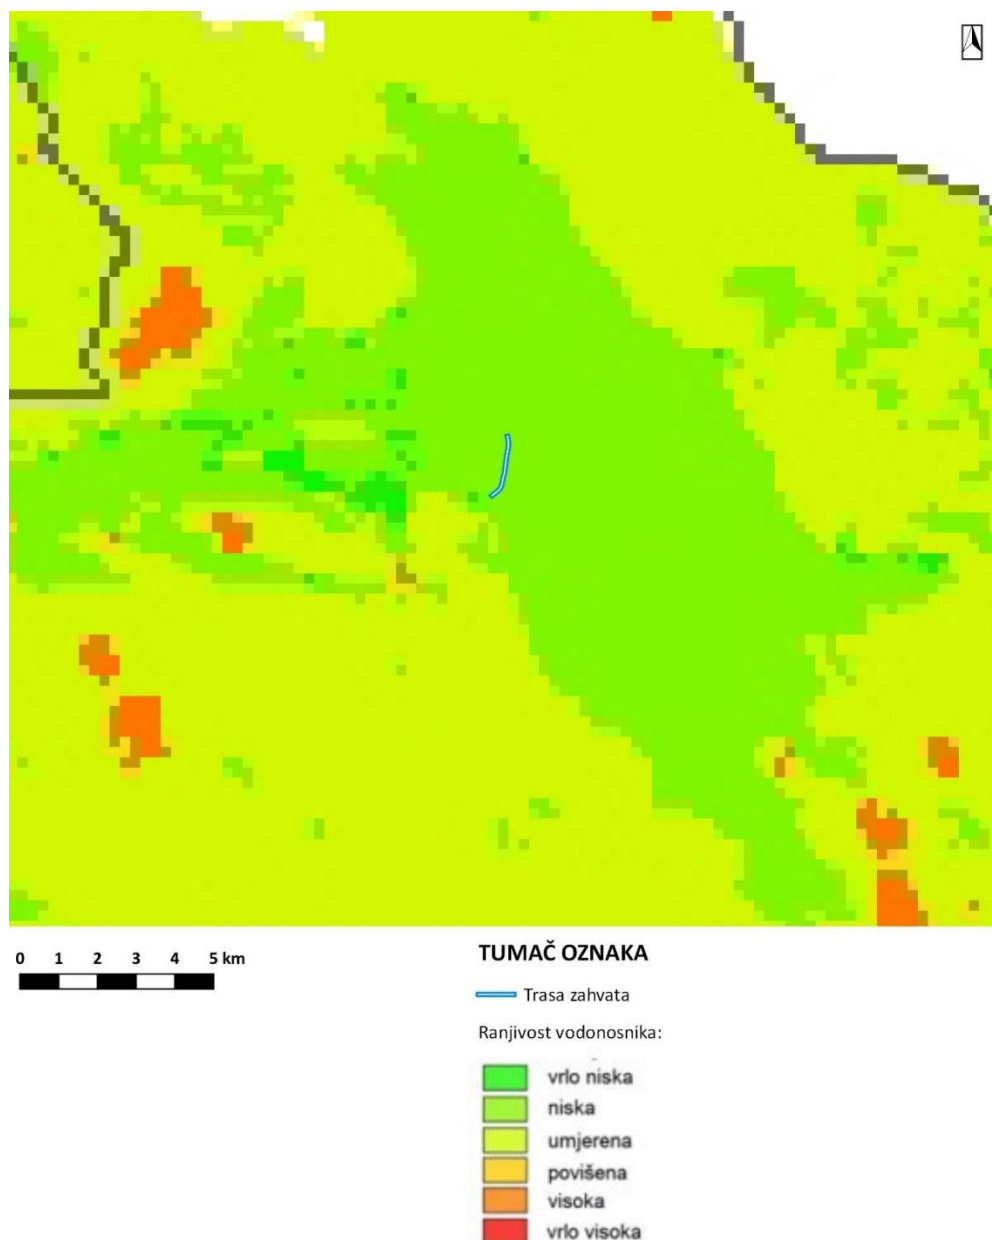 0 1 2 3 4 5 km
TUMAČ OZNAKA
Trasa zahvata
Ranjivost vodonosnika:
vrlo niska
niska
umjerena
povišena
visoka
vrlo visoka